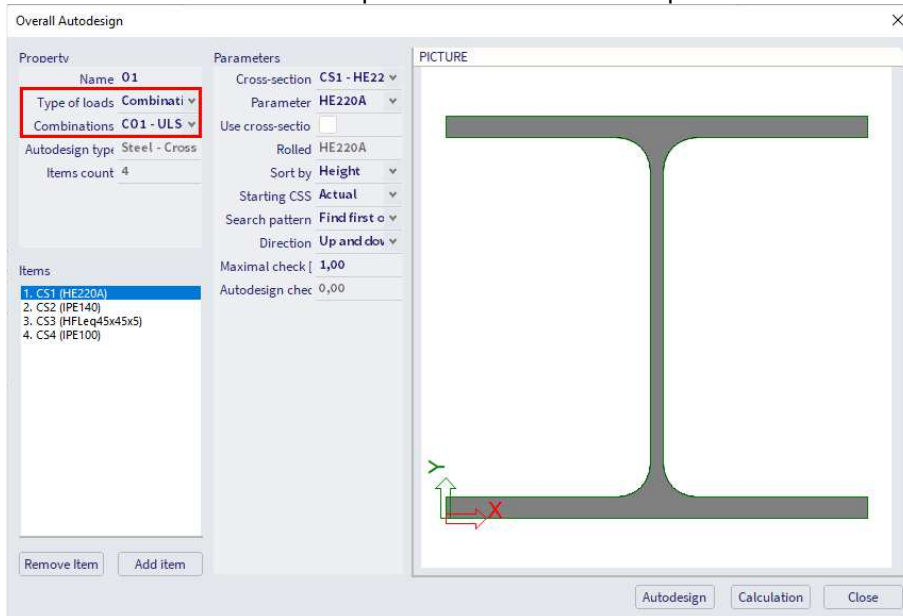 Overall Autodesign
Property
Name O1
Type of loads Combinati
Combinations CO1 - ULS
Autodesign type Steel - Cross
Items count 4
Items
1. CS1 (HE220A)
2. CS2 (IPE140)
3. CS3 (HFLeq45x45x5)
4. CS4 (IPE100)
Remove Item Add item
Parameters
Cross-section CS1 - HE22
Parameter HE220A
Use cross-sectio
Rolled HE220A
Sort by Height
Starting CSS Actual
Search pattern Find first o
Direction Up and dov
Maximal check [ 1,00
Autodesign chec 0,00
PICTURE
Y
X
Autodesign Calculation Close